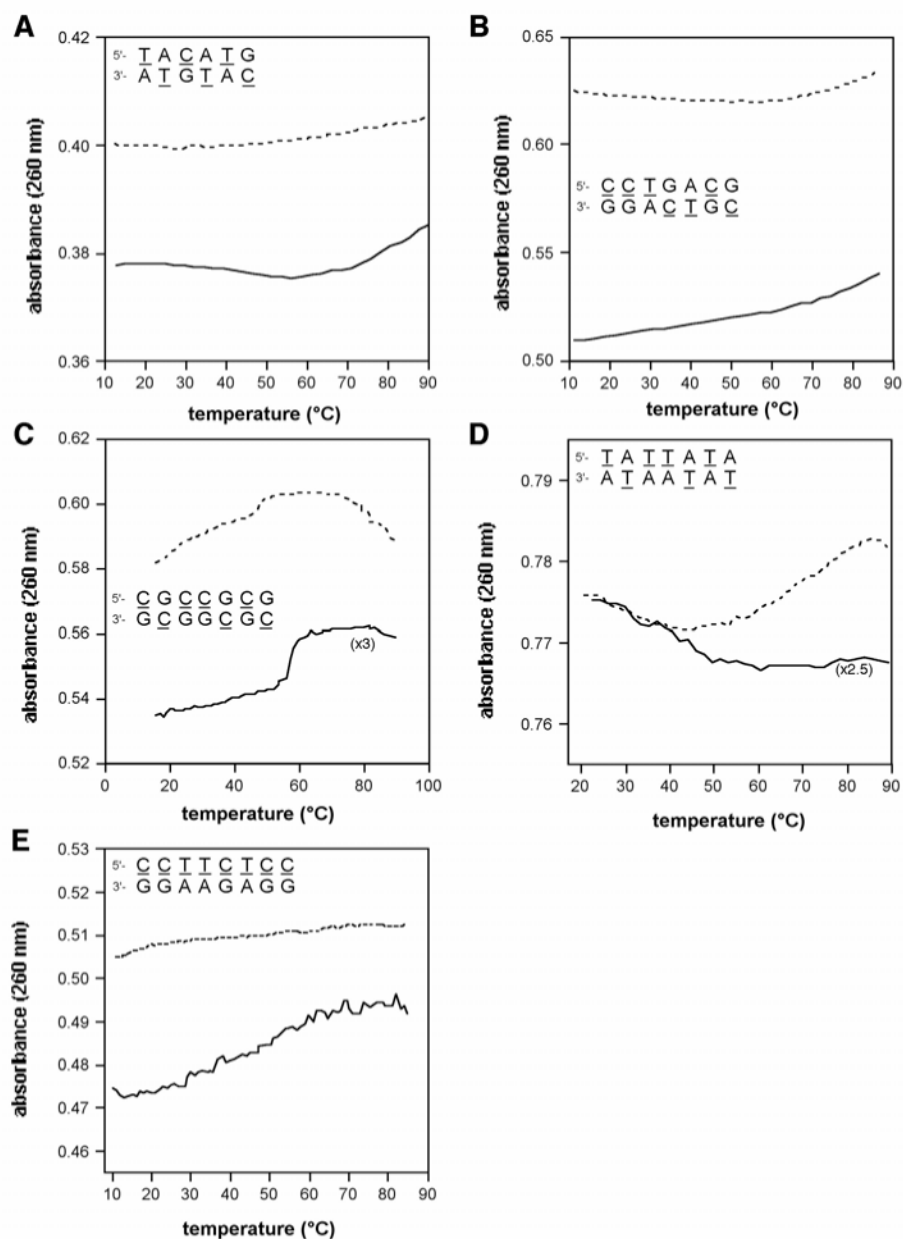 A
0.42
0.40
0.38
0.36
absorbance (260 nm)
5'- T A C A T G
3'- A T G T A C
10 20 30 40 50 60 70 80 90
temperature (°C)
B
0.65
0.60
0.55
0.50
absorbance (260 nm)
5'- C C T G A C G
3'- G G A C T G C
10 20 30 40 50 60 70 80 90
temperature (°C)
C
0.62
0.60
0.58
0.56
0.54
0.52
absorbance (260 nm)
5'- C G C C G C G
3'- G C G G C G C
(x3)
0 20 40 60 80 100
temperature (°C)
D
0.79
0.78
0.77
0.76
absorbance (260 nm)
5'- T A T T A T A
3'- A T A A T A T
(x2.5)
20 30 40 50 60 70 80 90
temperature (°C)
E
0.53
0.52
0.51
0.50
0.49
0.48
0.47
0.46
absorbance (260 nm)
5'- C C T T C T C C
3'- G G A A G A G G
10 20 30 40 50 60 70 80 90
temperature (°C)